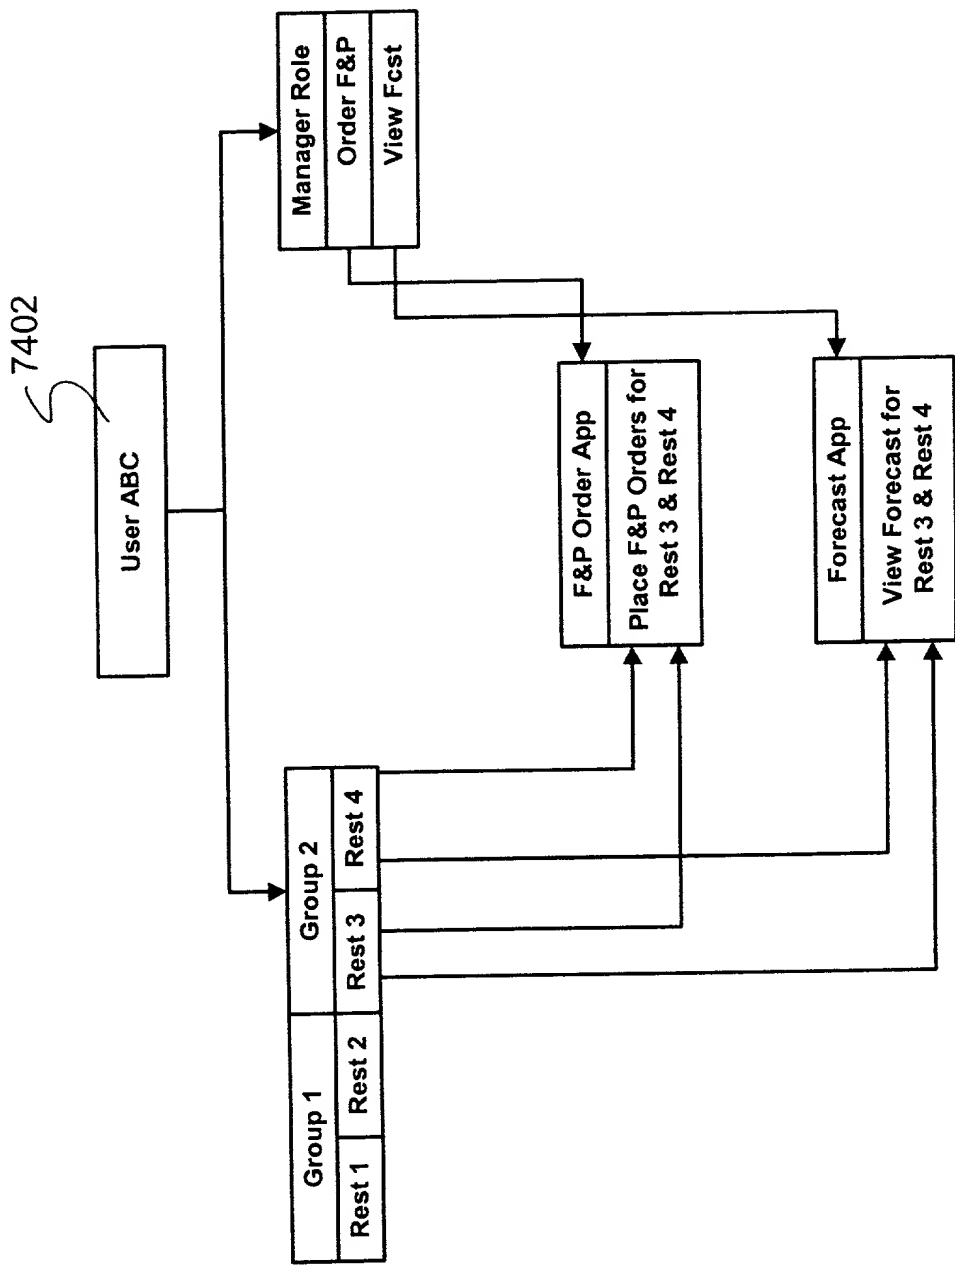 7402
User ABC
Group 1
Group 2
Rest 1
Rest 2
Rest 3
Rest 4
Manager Role
Order F&P
View Fcst
F&P Order App
Place F&P Orders for
Rest 3 & Rest 4
Forecast App
View Forecast for
Rest 3 & Rest 4